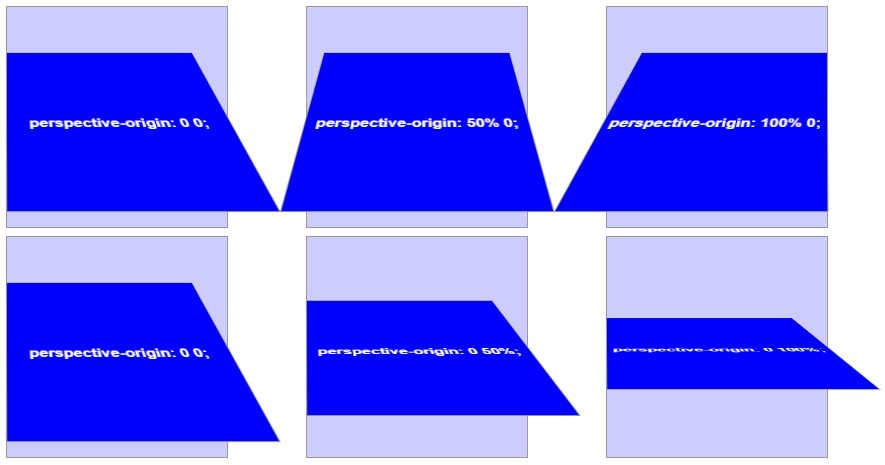 perspective-origin: 0 0;
perspective-origin: 50% 0;
perspective-origin: 100% 0;
perspective-origin: 0 0;
perspective-origin: 0 50%;
perspective-origin: 0 100%;